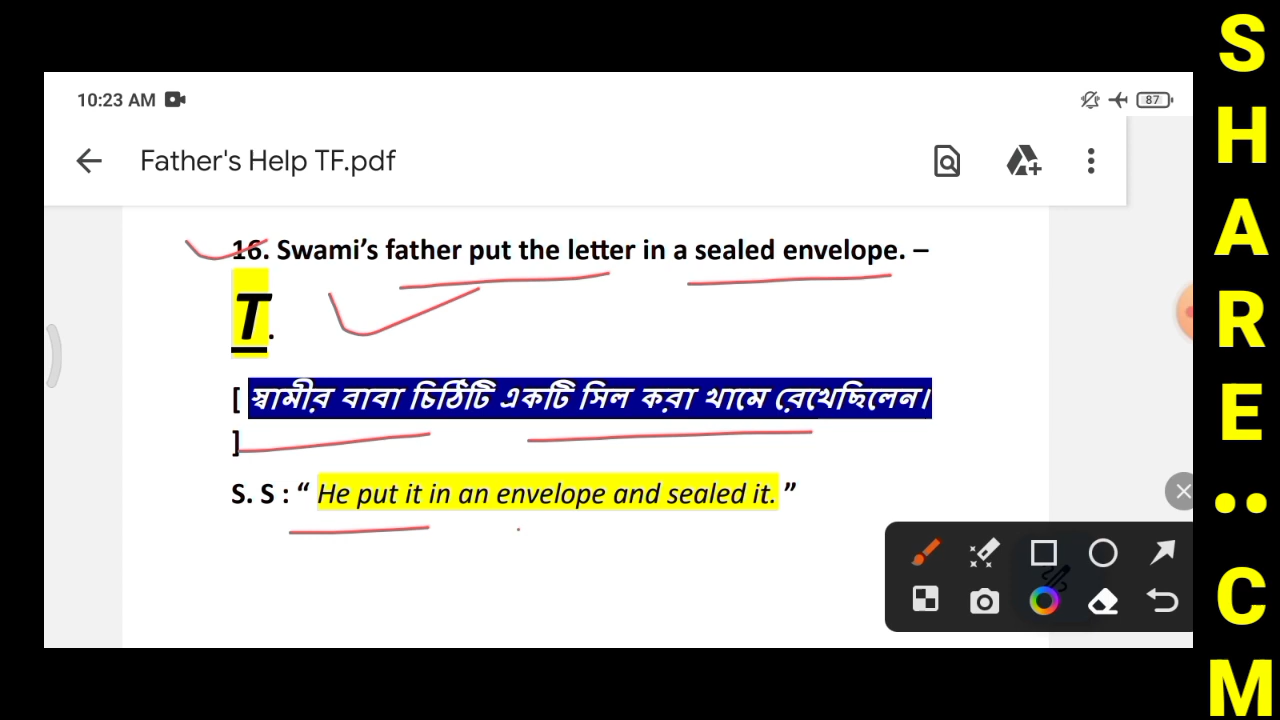 10:23 AM
87
Father's Help TF.pdf
16. Swami's father put the letter in a sealed envelope. –
T.
[ স্বামীর বাবা চিঠিটি একটি সিল করা খামে রেখেছিলেন।
]
S. S : “ He put it in an envelope and sealed it. ”
S
H
A
R
E
••
C
M